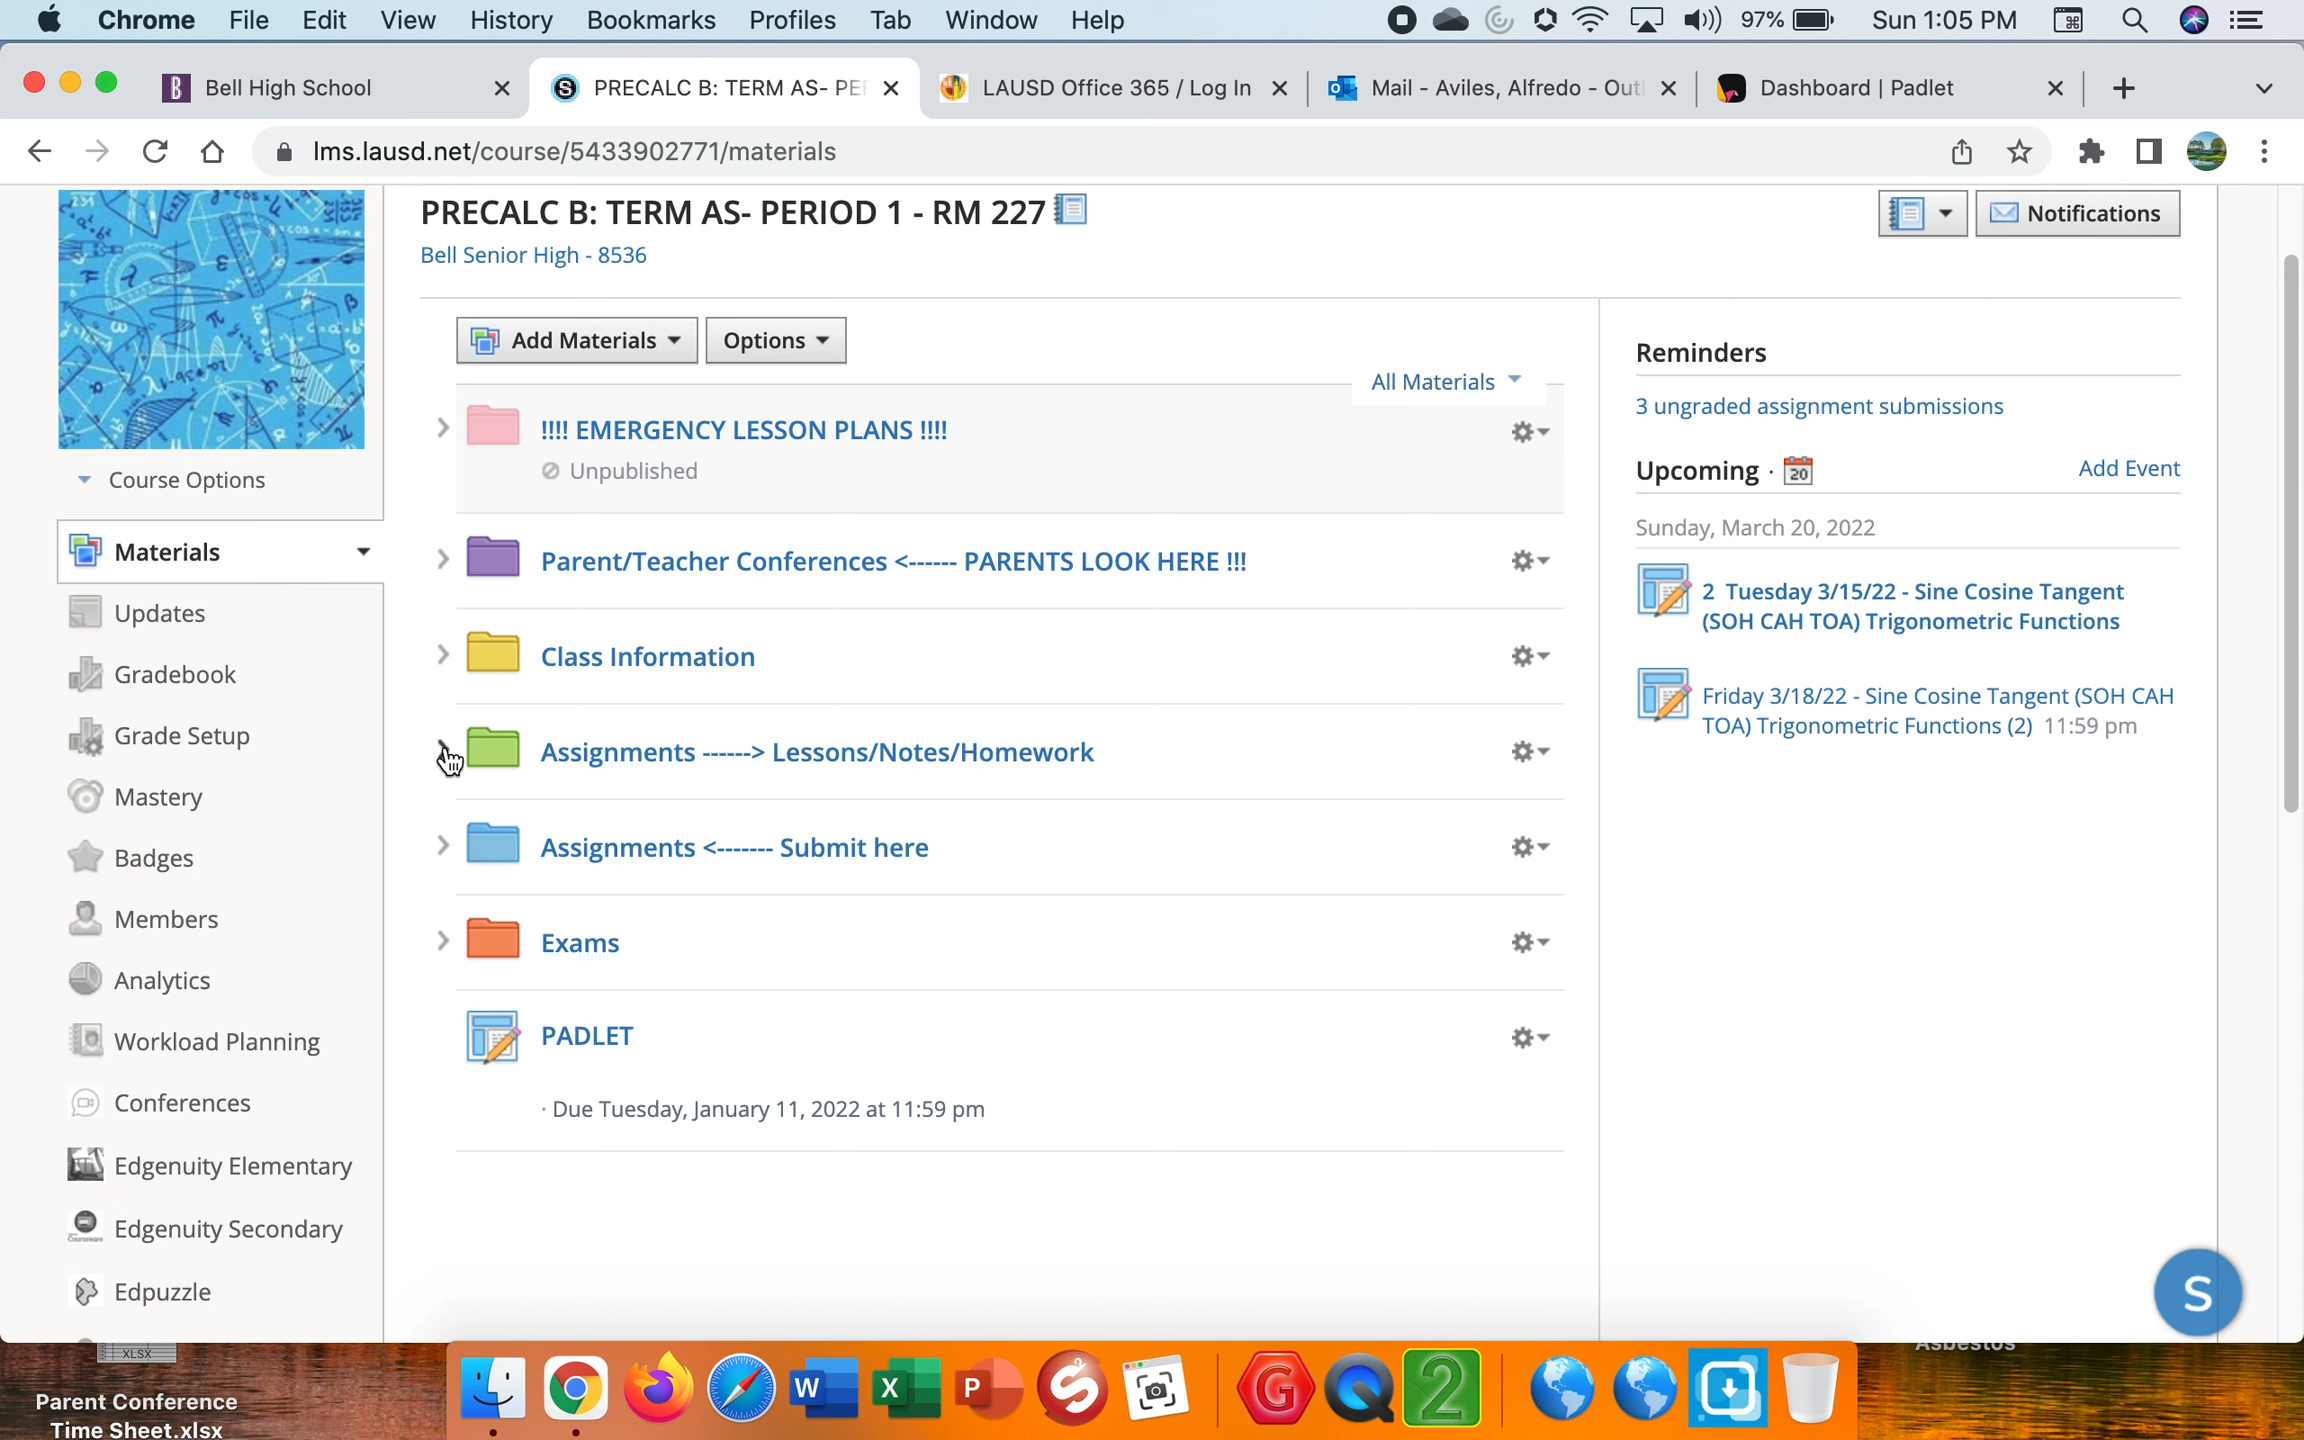 Chrome File Edit View History Bookmarks Profiles Tab Window Help 97% Sun 1:05 PM
Bell High School PRECALC B: TERM AS- PE LAUSD Office 365 / Log In Mail - Aviles, Alfredo - Out Dashboard | Padlet
lms.lausd.net/course/5433902771/materials
PRECALC B: TERM AS- PERIOD 1 - RM 227
Notifications
Bell Senior High - 8536
Course Options
Materials
Updates
Gradebook
Grade Setup
Mastery
Badges
Members
Analytics
Workload Planning
Conferences
Edgenuity Elementary
Edgenuity Secondary
Edpuzzle
Add Materials Options
All Materials
!!!! EMERGENCY LESSON PLANS !!!!
Unpublished
Parent/Teacher Conferences <------ PARENTS LOOK HERE !!!
Class Information
Assignments ------> Lessons/Notes/Homework
Assignments <------- Submit here
Exams
PADLET
· Due Tuesday, January 11, 2022 at 11:59 pm
Reminders
3 ungraded assignment submissions
Upcoming · 20 Add Event
Sunday, March 20, 2022
2 Tuesday 3/15/22 - Sine Cosine Tangent
(SOH CAH TOA) Trigonometric Functions
Friday 3/18/22 - Sine Cosine Tangent (SOH CAH
TOA) Trigonometric Functions (2) 11:59 pm
S
XLSX
Parent Conference
Time Sheet.xlsx
Asbestos
W X P S G Q 2